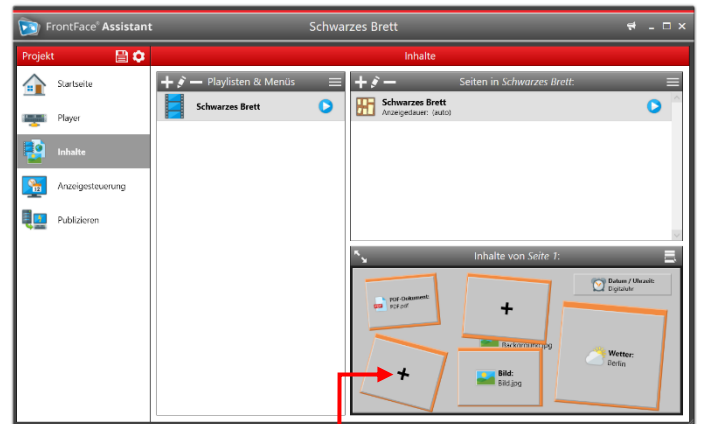 FrontFace® Assistant
Schwarzes Brett
Projekt
Inhalte
Startseite
Player
Inhalte
Anzeigesteuerung
Publizieren
Playlisten & Menüs
Schwarzes Brett
Seiten in Schwarzes Brett:
Schwarzes Brett
Anzeigedauer: (auto)
Inhalte von Seite 1:
PDF-Dokument:
PDF.pdf
Datum / Uhrzeit:
Digitaluhr
Background.jpg
Wetter:
Berlin
Bild:
Bild.jpg